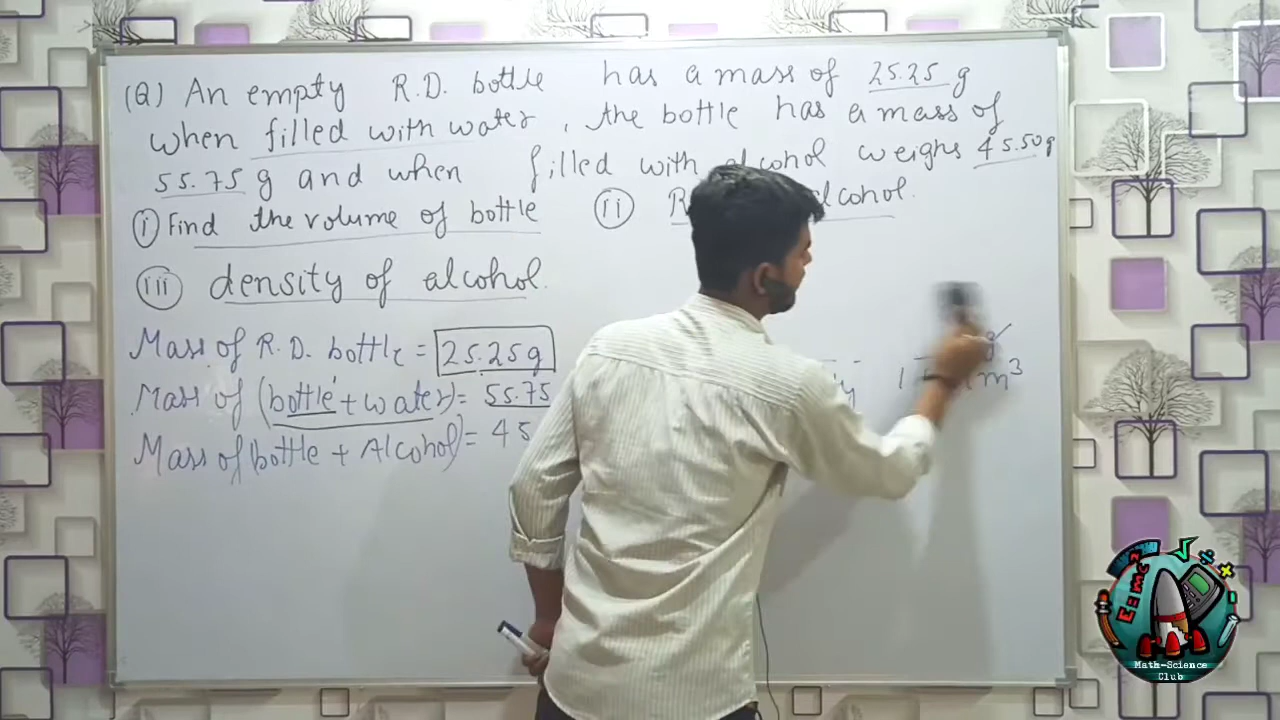 (Q) An empty R.D. bottle has a mass of 25.25 g
when filled with water, the bottle has a mass of
55.75 g and when filled with alcohol weighs 45.50g
(i) Find the volume of bottle (ii) R alcohol.
(iii) density of alcohol.
Mass of R.D. bottle = 25.25g
Mass of (bottle + water) = 55.75
Mass of (bottle + Alcohol) = 45
g
cm³
E=mc²
Math-Science
Club